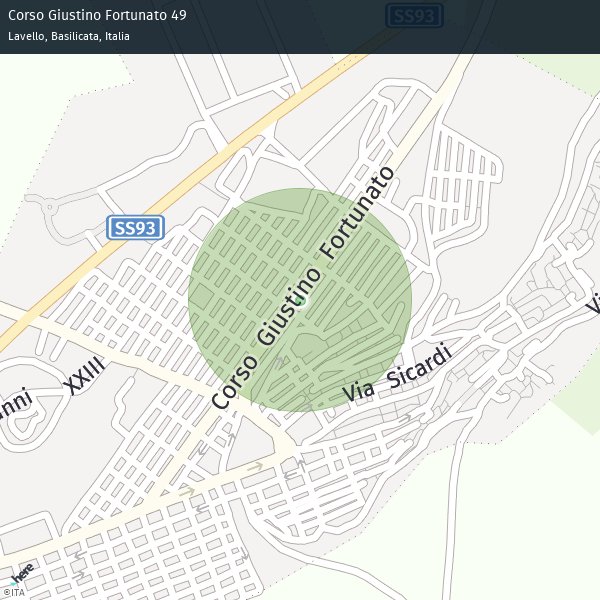 Corso Giustino Fortunato 49
Lavello, Basilicata, Italia
SS93
SS93
Corso Giustino Fortunato
XXIII
nni
Via Sicardi
Vi
here
©ITA